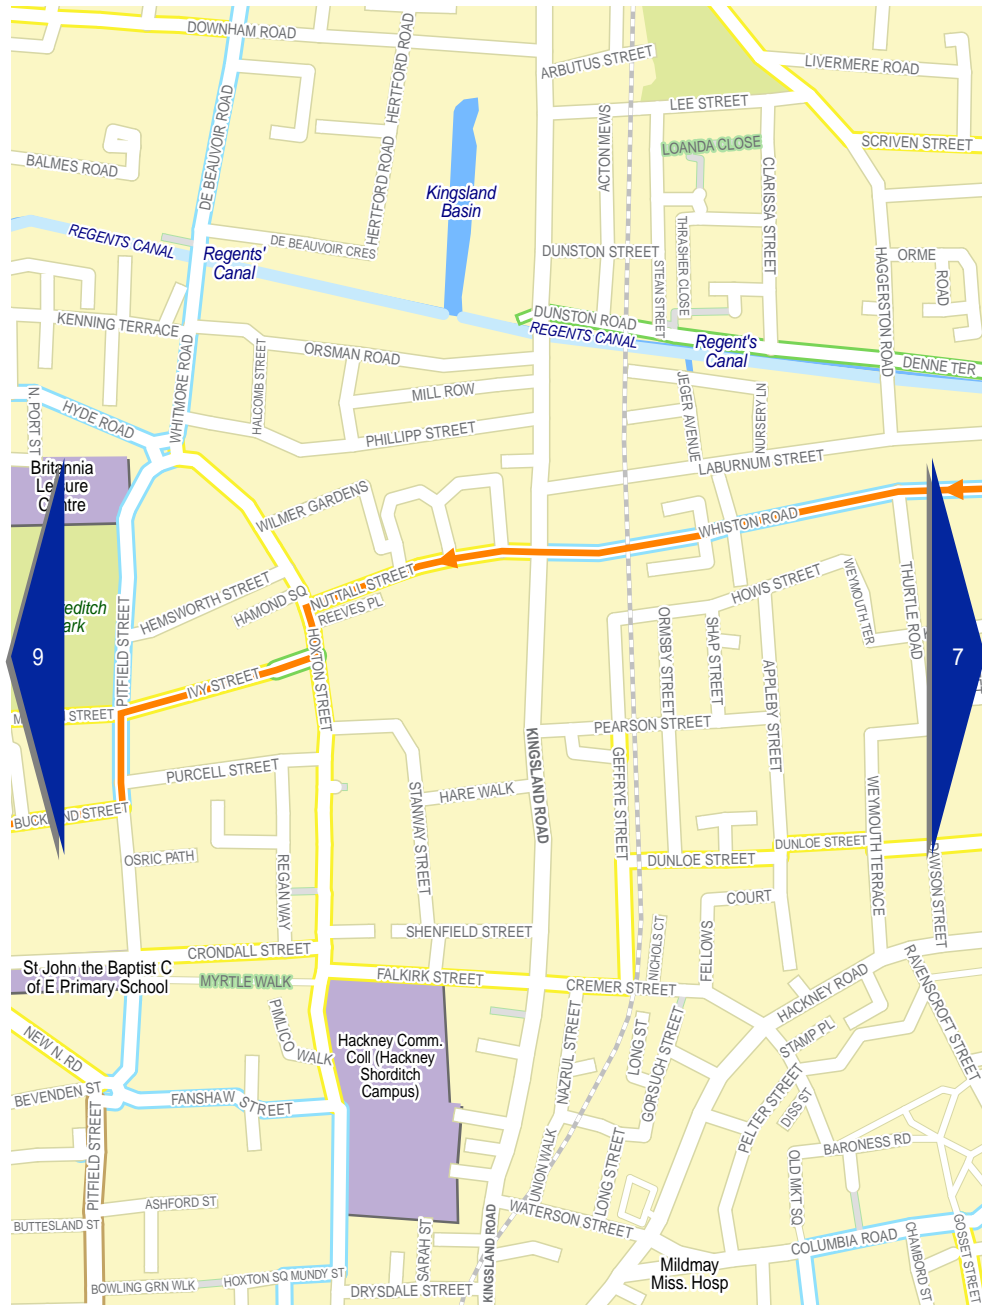 DOWNHAM ROAD
HERTFORD ROAD
ARBUTUS STREET
LIVERMERE ROAD
DE BEAUVOIR ROAD
LEE STREET
ACTON MEWS
LOANDA CLOSE
SCRIVEN STREET
BALMES ROAD
HERTFORD ROAD
CLARISSA STREET
Kingsland
Basin
REGENTS CANAL
Regents'
Canal
DE BEAUVOIR CRES
DUNSTON STREET
STEAN STREET
THRASHER CLOSE
HAGGERSTON ROAD
ORME
ROAD
KENNING TERRACE
DUNSTON ROAD
REGENTS CANAL
Regent's
Canal
DENNE TER
WHITMORE ROAD
HALCOMB STREET
ORSMAN ROAD
MILL ROW
JEGER AVENUE
NURSERY LN
N. PORT ST
HYDE ROAD
PHILLIPP STREET
LABURNUM STREET
Britannia
Leisure
Centre
WILMER GARDENS
WHISTON ROAD
HEMSWORTH STREET
HAMOND SQ
NUTTALL STREET
REEVES PL
HOWS STREET
WEYMOUTH TER
THURTLE ROAD
PITFIELD STREET
HOXTON STREET
ORMSBY STREET
SHAP STREET
APPLEBY STREET
9
7
IVY STREET
STREET
PEARSON STREET
KINGSLAND ROAD
GEFFRYE STREET
PURCELL STREET
STANWAY STREET
HARE WALK
WEYMOUTH TERRACE
STREET
OSRIC PATH
REGAN WAY
DUNLOE STREET
DUNLOE STREET
DAWSON STREET
COURT
FELLOWS
NICHOLS CT
SHENFIELD STREET
CRONDALL STREET
St John the Baptist C
of E Primary School
MYRTLE WALK
FALKIRK STREET
CREMER STREET
HACKNEY ROAD
RAVENSCROFT STREET
PIMLICO
WALK
NEW N. RD
Hackney Comm.
Coll (Hackney
Shorditch
Campus)
NAZRUL STREET
LONG ST
GORSUCH STREET
STAMP PL
BEVENDEN ST
FANSHAW STREET
PELTER STREET
DISS ST
PITFIELD STREET
UNION WALK
LONG STREET
BARONESS RD
OLD MKT SQ
ASHFORD ST
BUTTESLAND ST
WATERSON STREET
KINGSLAND ROAD
SARAH ST
COLUMBIA ROAD
CHAMBORD ST
GOSSET STREET
Mildmay
Miss. Hosp
BOWLING GRN WLK
HOXTON SQ
MUNDY ST
DRYSDALE STREET